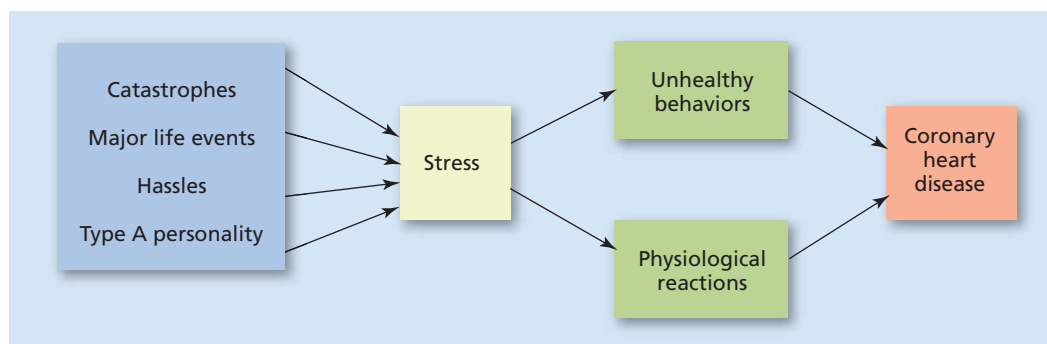 Catastrophes
Major life events
Hassles
Type A personality
Stress
Unhealthy
behaviors
Physiological
reactions
Coronary
heart
disease